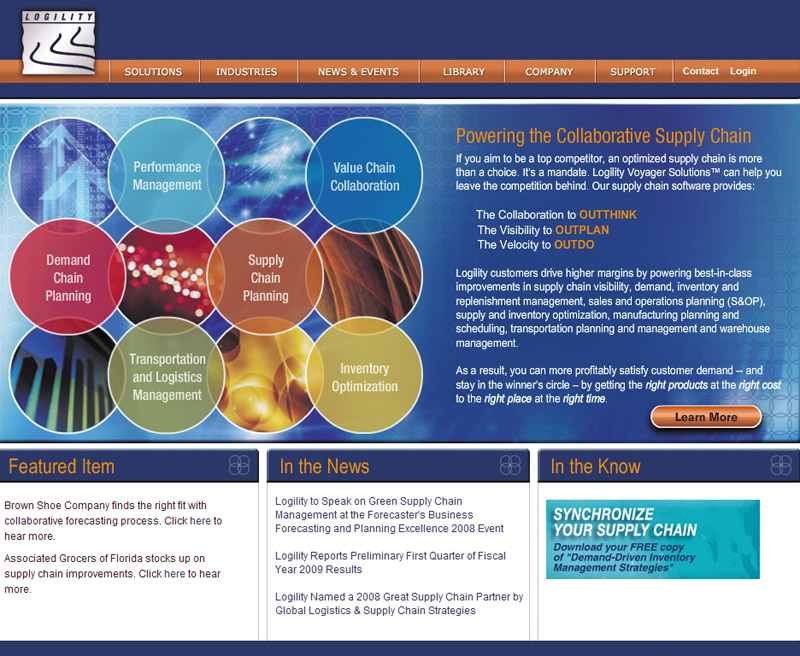 LOGILITY
SOLUTIONS
INDUSTRIES
NEWS & EVENTS
LIBRARY
COMPANY
SUPPORT
Contact
Login
Performance
Management
Value Chain
Collaboration
Demand
Chain
Planning
Supply
Chain
Planning
Transportation
and Logistics
Management
Inventory
Optimization
Powering the Collaborative Supply Chain
If you aim to be a top competitor, an optimized supply chain is more
than a choice. It's a mandate. Logility Voyager Solutions™ can help you
leave the competition behind. Our supply chain software provides:
The Collaboration to OUTTHINK
The Visibility to OUTPLAN
The Velocity to OUTDO
Logility customers drive higher margins by powering best-in-class
improvements in supply chain visibility, demand, inventory and
replenishment management, sales and operations planning (S&OP),
supply and inventory optimization, manufacturing planning and
scheduling, transportation planning and management and warehouse
management.
As a result, you can more profitably satisfy customer demand – and
stay in the winner's circle – by getting the right products at the right cost
to the right place at the right time.
Learn More
Featured Item
Brown Shoe Company finds the right fit with
collaborative forecasting process. Click here to
hear more.
Associated Grocers of Florida stocks up on
supply chain improvements. Click here to hear
more.
In the News
Logility to Speak on Green Supply Chain
Management at the Forecaster's Business
Forecasting and Planning Excellence 2008 Event
Logility Reports Preliminary First Quarter of Fiscal
Year 2009 Results
Logility Named a 2008 Great Supply Chain Partner by
Global Logistics & Supply Chain Strategies
In the Know
SYNCHRONIZE
YOUR SUPPLY CHAIN
Download your FREE copy
of "Demand-Driven Inventory
Management Strategies"